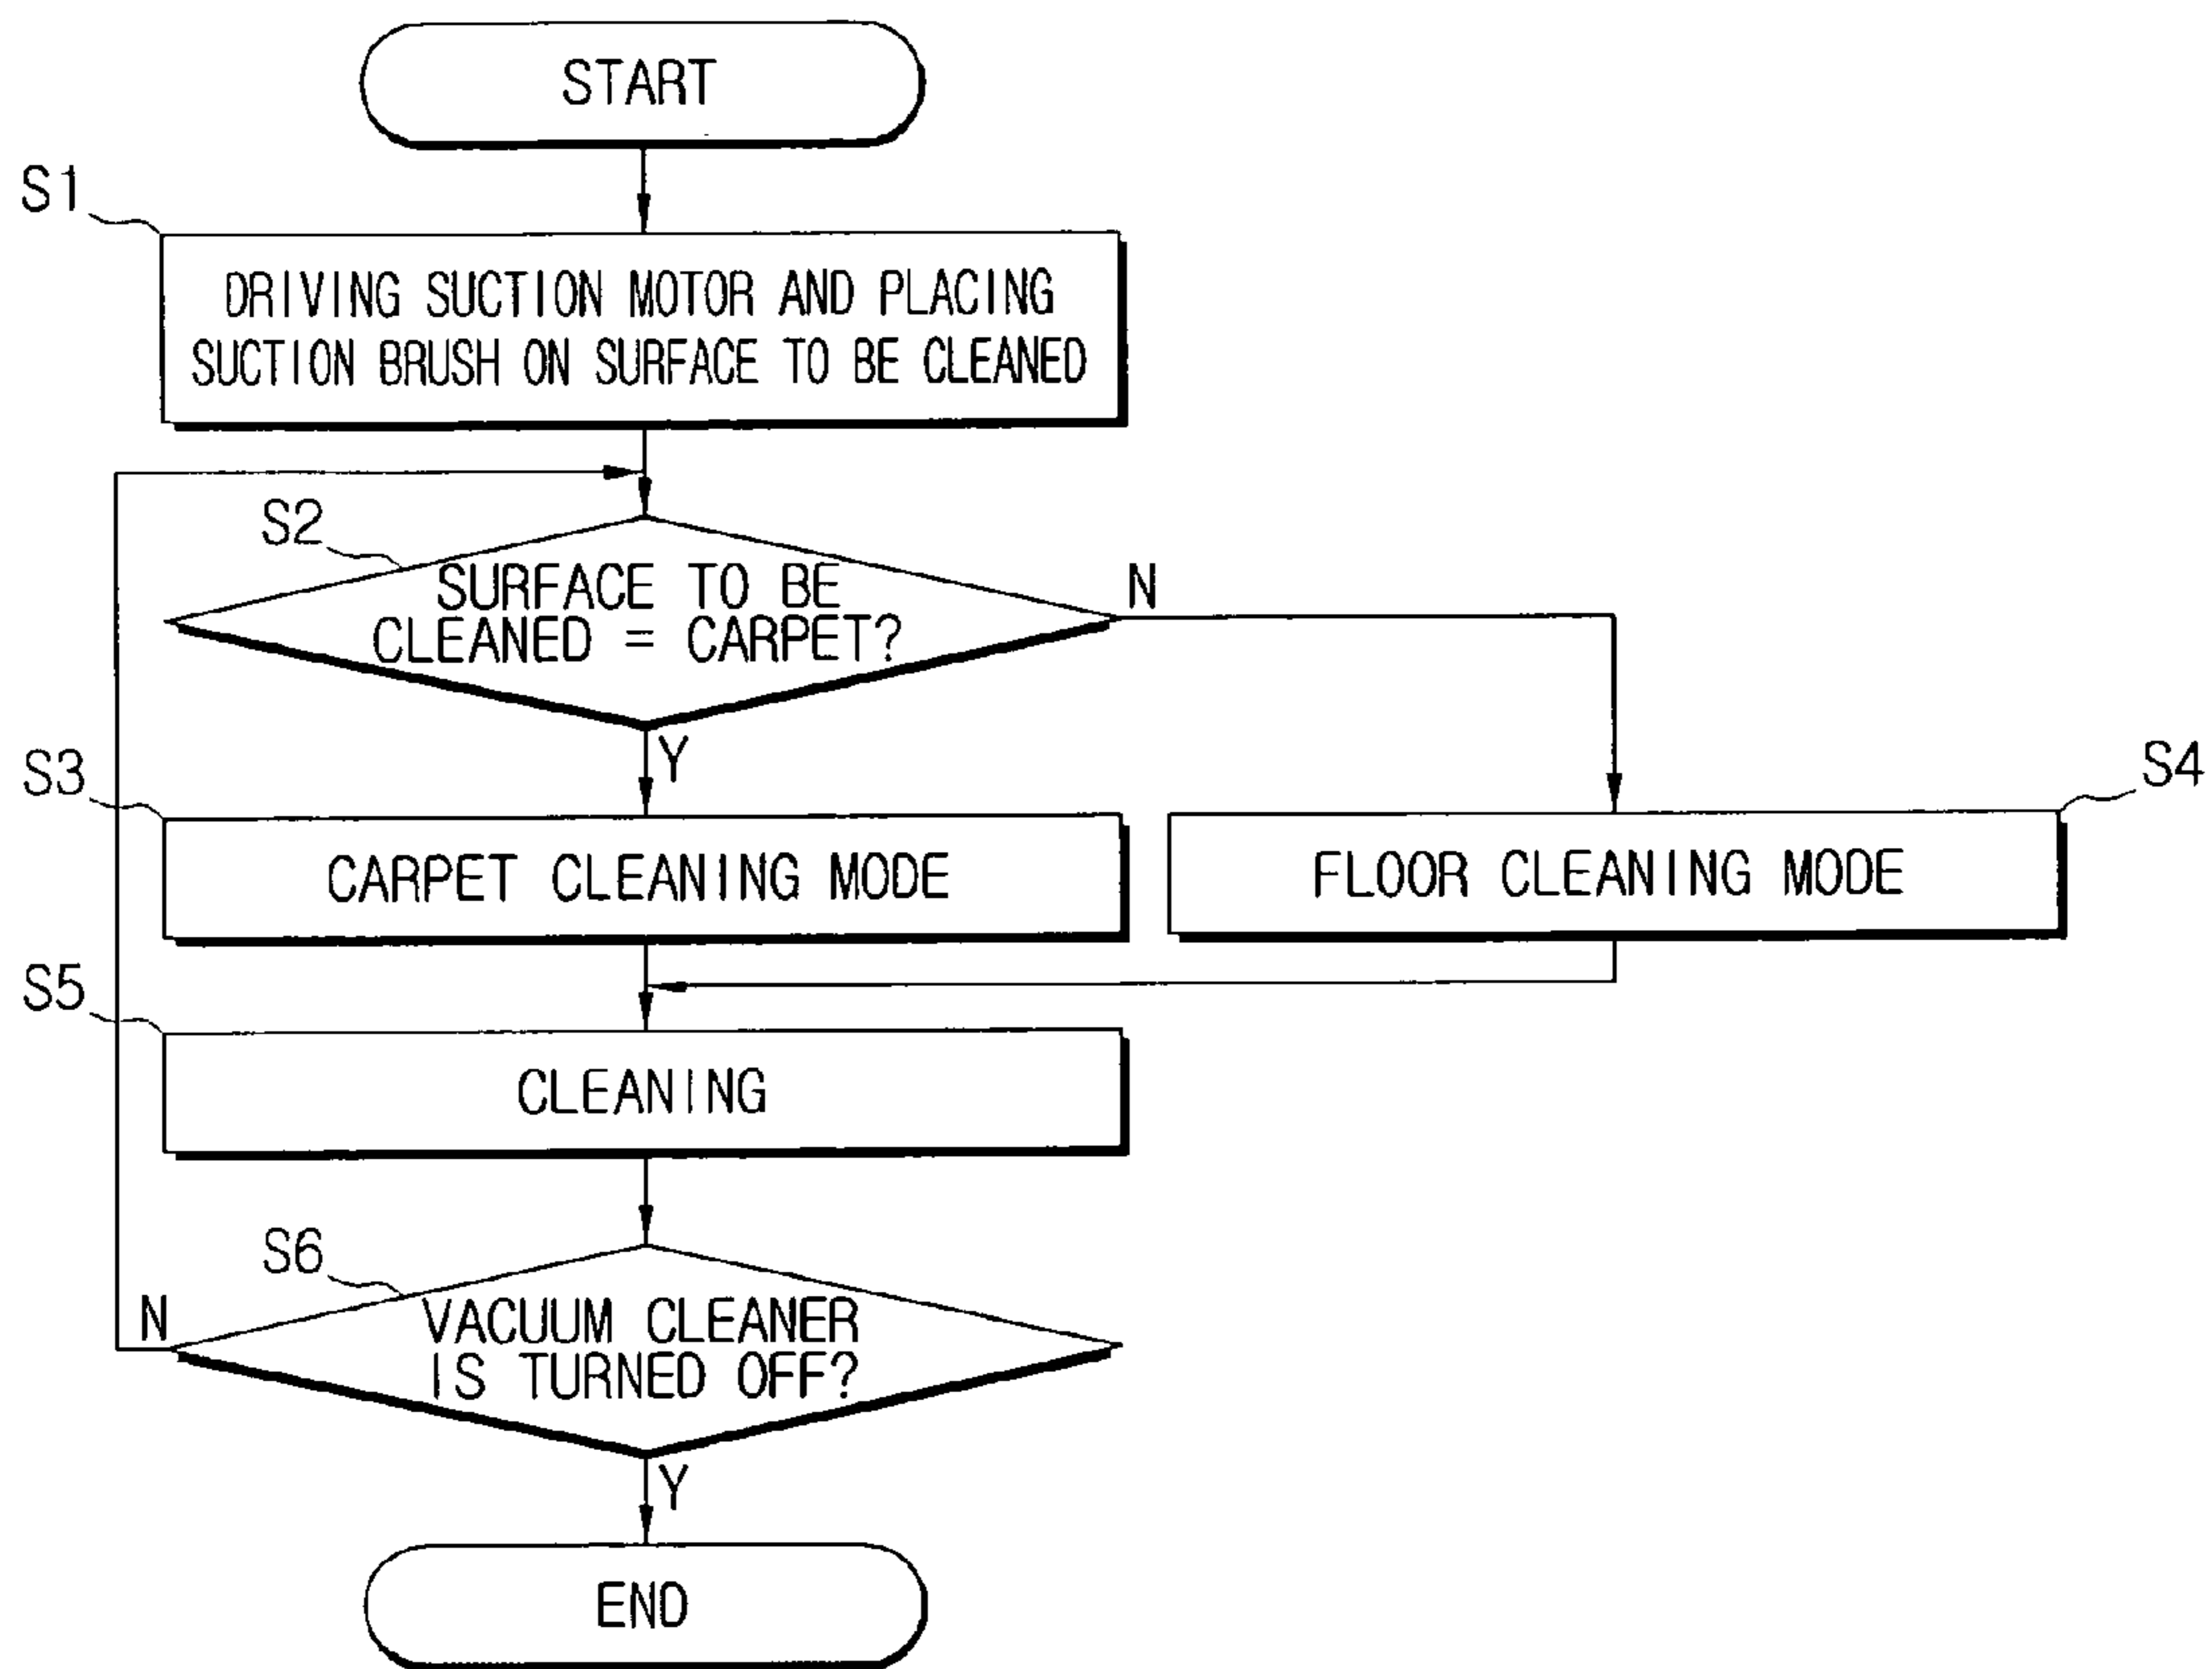 START
S1
DRIVING SUCTION MOTOR AND PLACING
SUCTION BRUSH ON SURFACE TO BE CLEANED
S2
SURFACE TO BE
CLEANED = CARPET?
N
Y
S3
CARPET CLEANING MODE
S4
FLOOR CLEANING MODE
S5
CLEANING
S6
VACUUM CLEANER
IS TURNED OFF?
N
Y
END